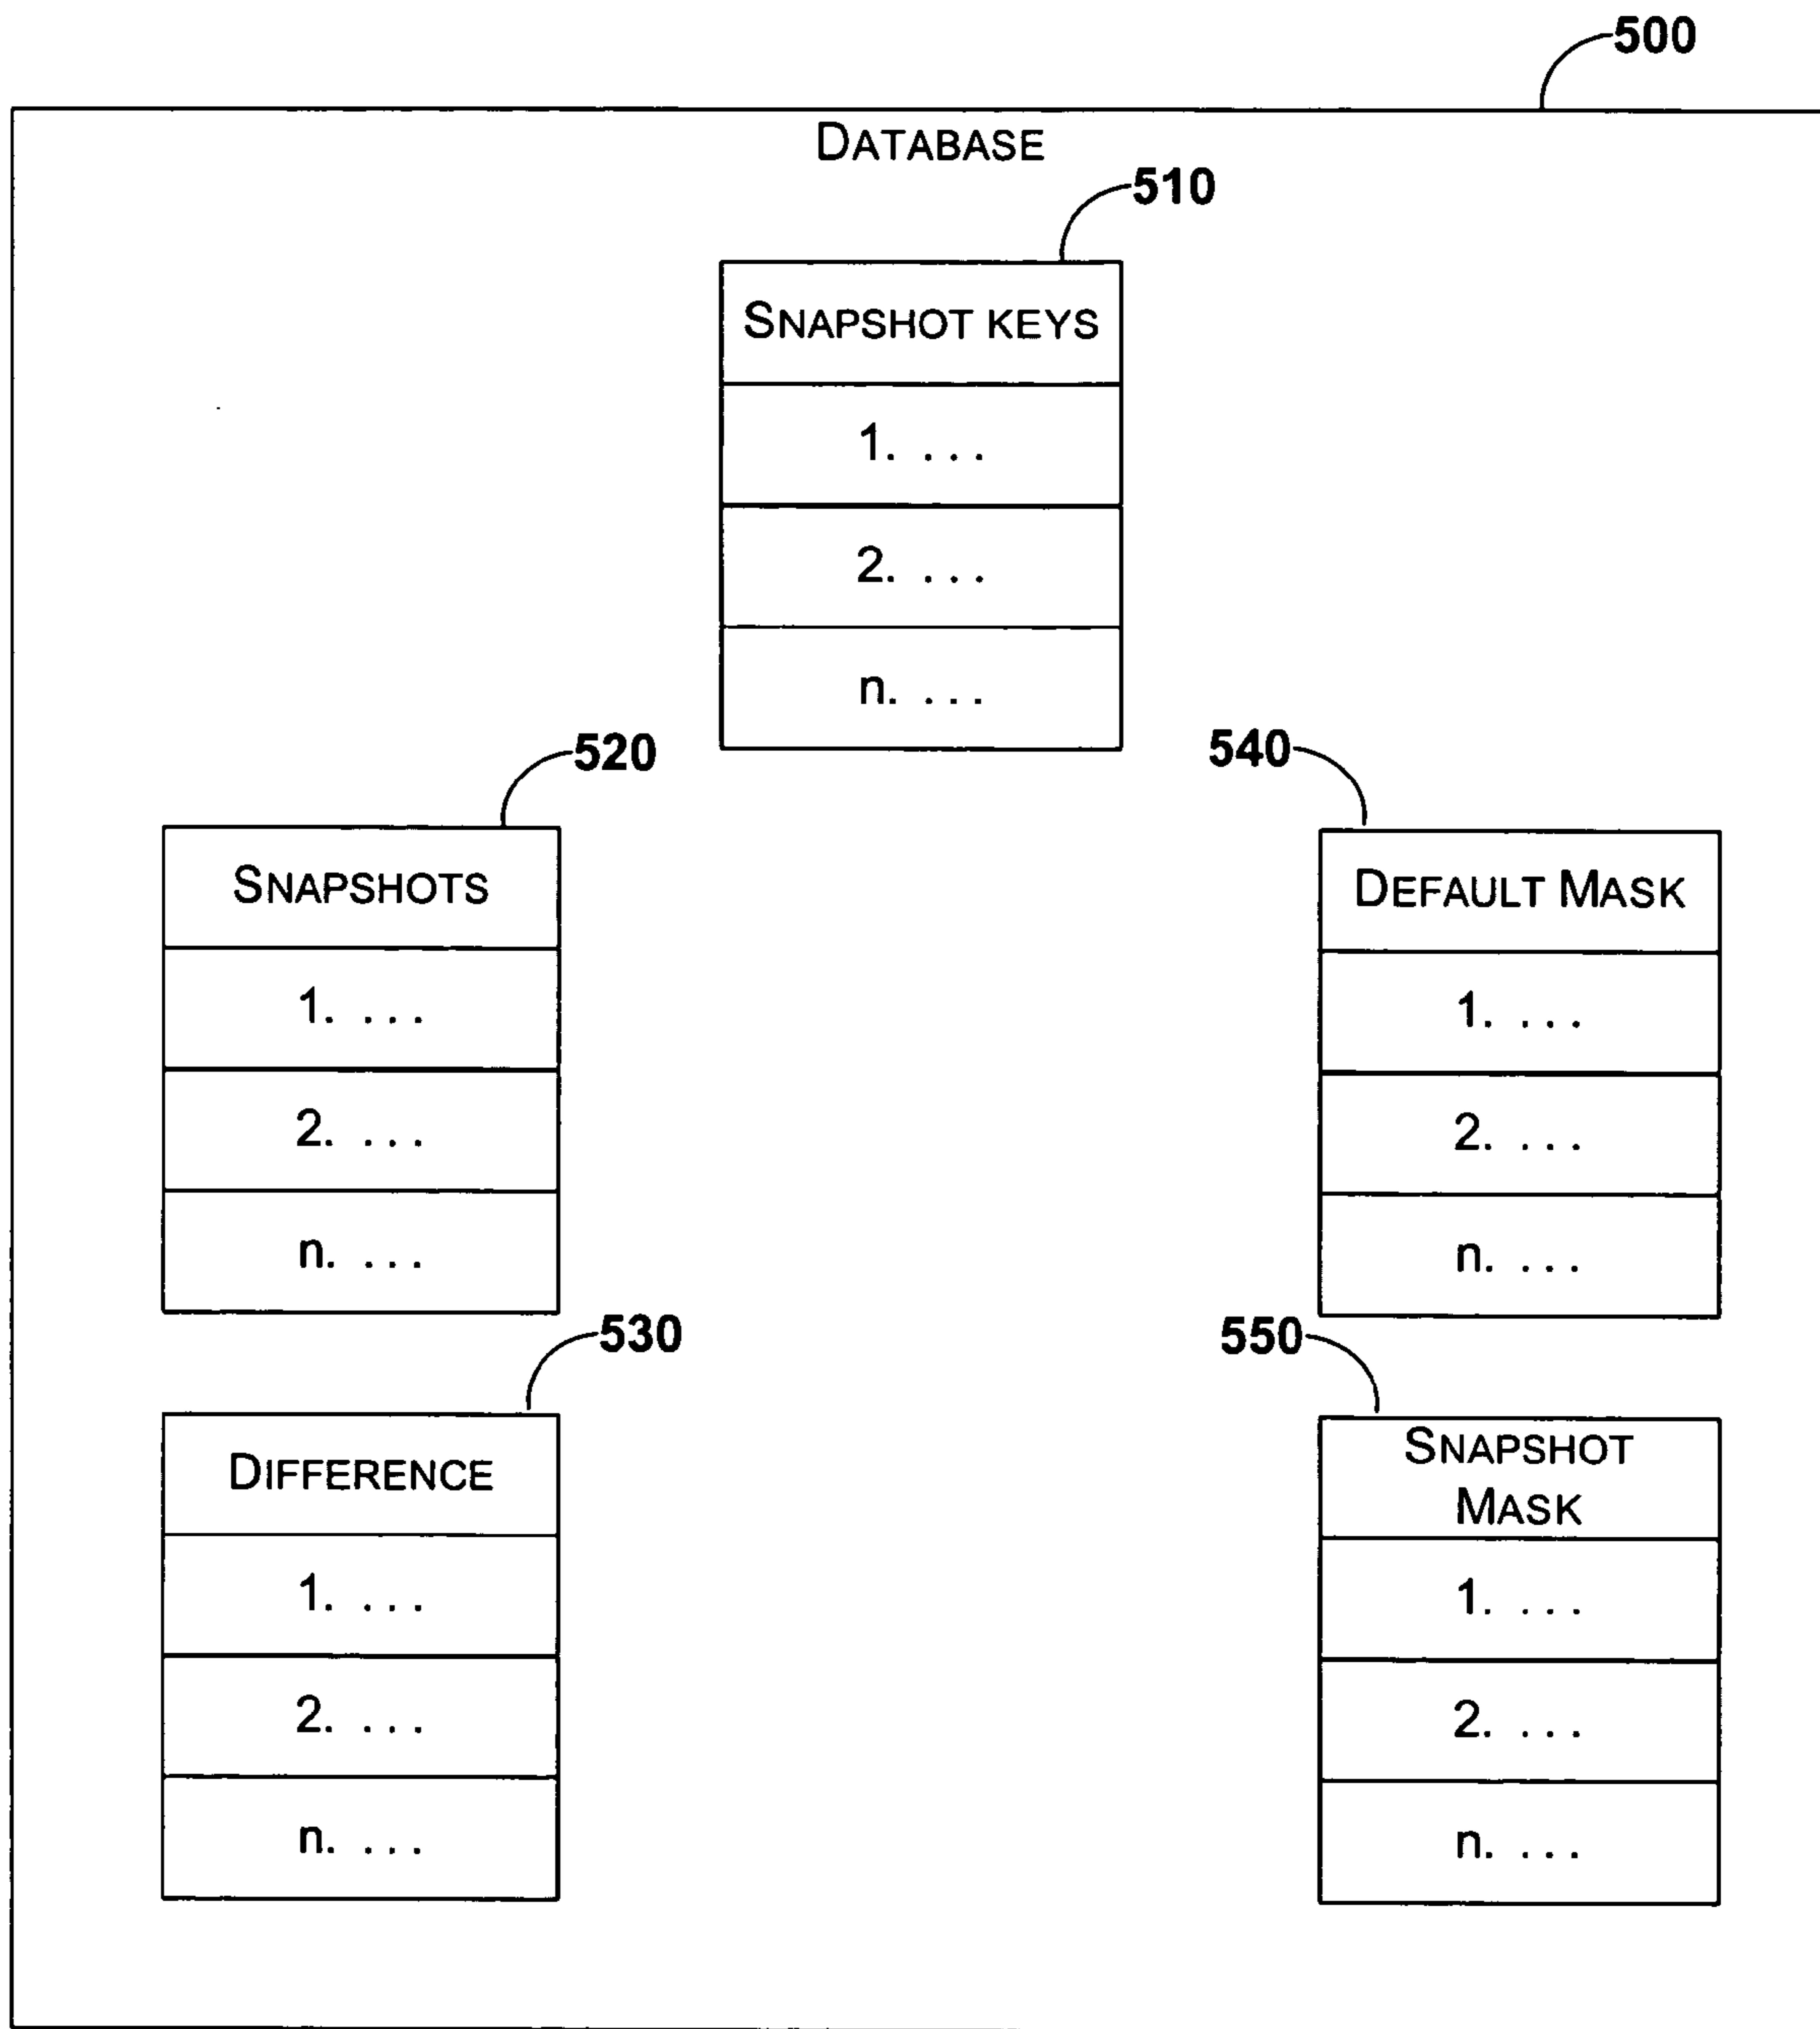 500
DATABASE
510
SNAPSHOT KEYS
1. ...
2. ...
n. ...
520
SNAPSHOTS
1. ...
2. ...
n. ...
540
DEFAULT MASK
1. ...
2. ...
n. ...
530
DIFFERENCE
1. ...
2. ...
n. ...
550
SNAPSHOT
MASK
1. ...
2. ...
n. ...